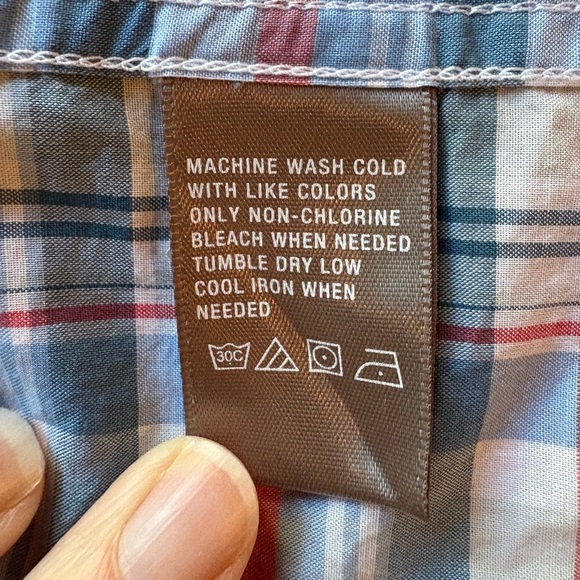 MACHINE WASH COLD
WITH LIKE COLORS
ONLY NON-CHLORINE
BLEACH WHEN NEEDED
TUMBLE DRY LOW
COOL IRON WHEN
NEEDED
30C